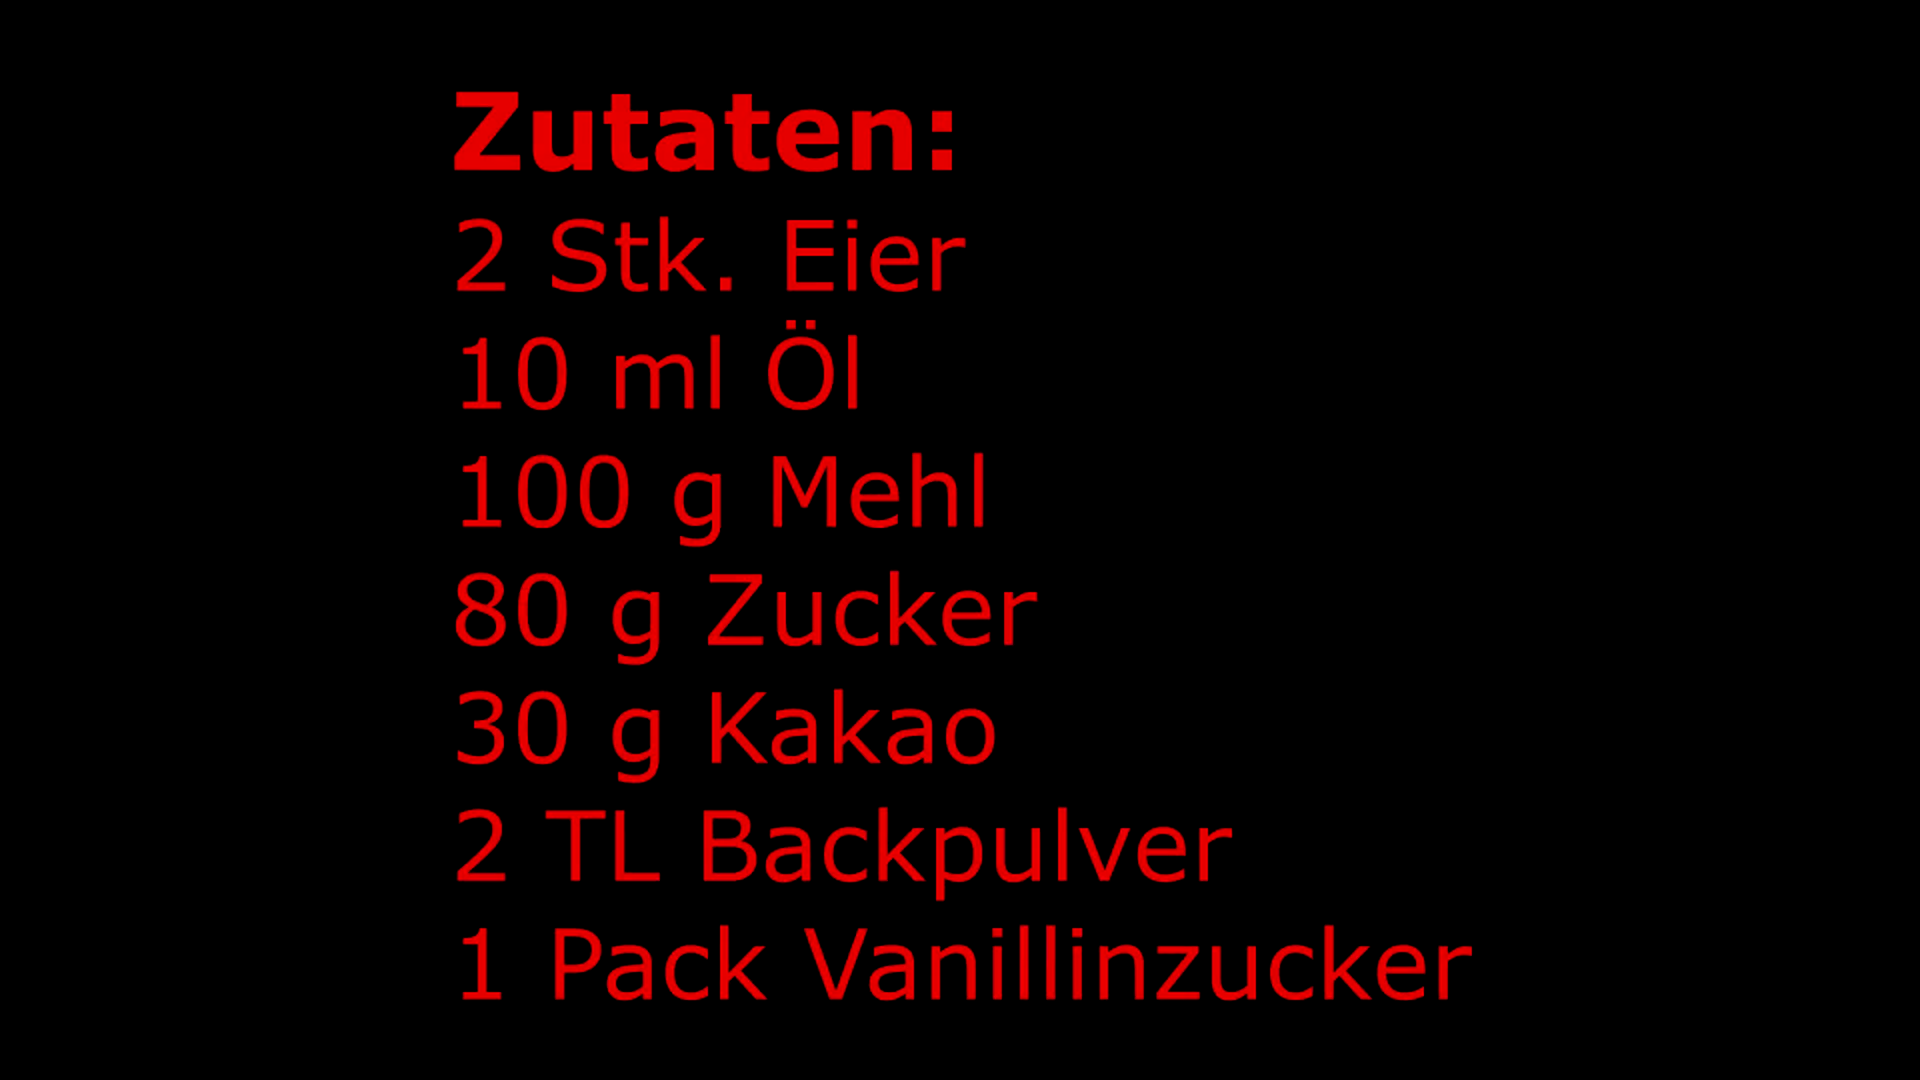 Zutaten:
2 Stk. Eier
10 ml Öl
100 g Mehl
80 g Zucker
30 g Kakao
2 TL Backpulver
1 Pack Vanillinzucker